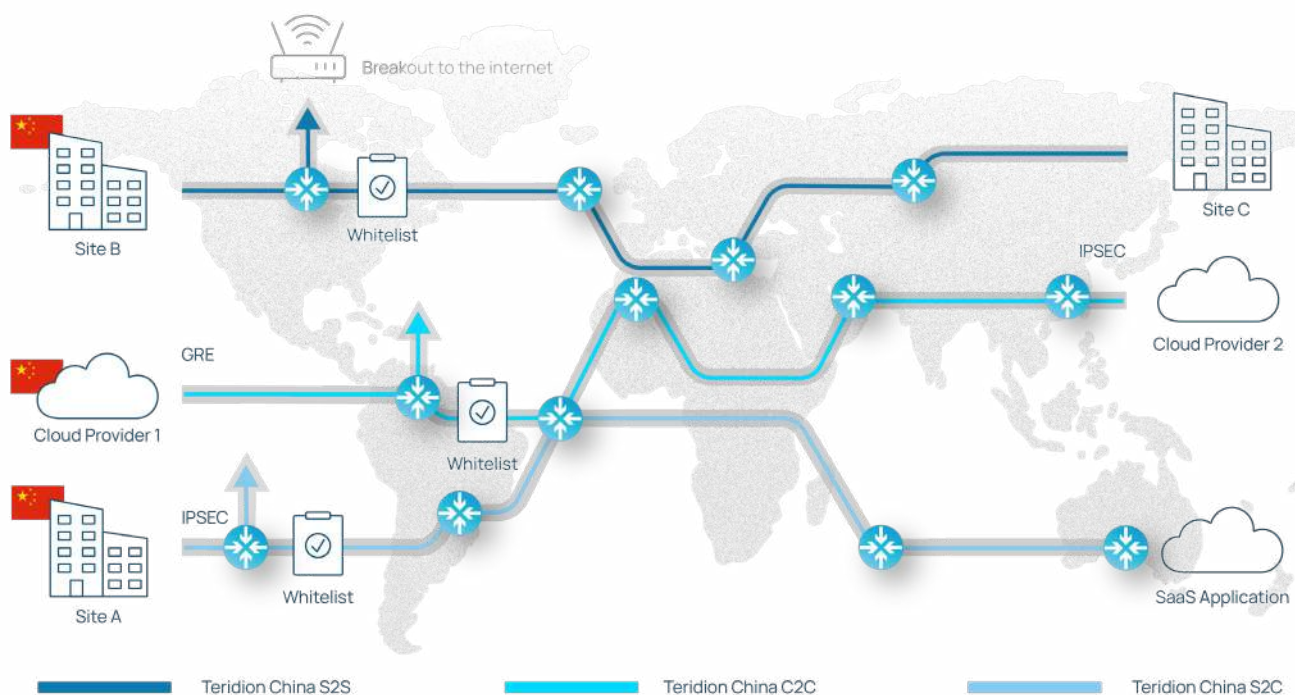 Breakout to the internet
Site B
Whitelist
Site C
IPSEC
GRE
Cloud Provider 2
Cloud Provider 1
Whitelist
IPSEC
Whitelist
Site A
SaaS Application
Teridion China S2S
Teridion China C2C
Teridion China S2C